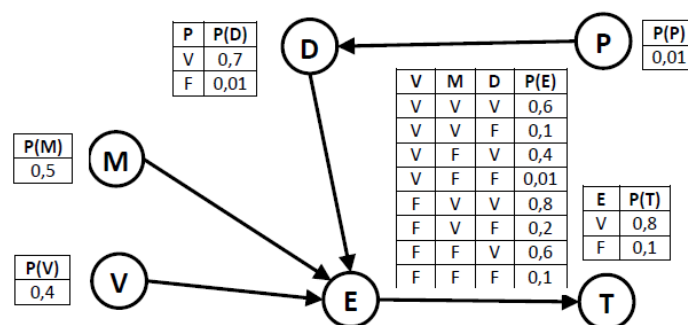 P P(D)
V 0,7
F 0,01
D
P
P(P)
0,01
V M D P(E)
V V V 0,6
V V F 0,1
V F V 0,4
V F F 0,01
F V V 0,8
F V F 0,2
F F V 0,6
F F F 0,1
P(M)
0,5
M
E P(T)
V 0,8
F 0,1
P(V)
0,4
V
E
T